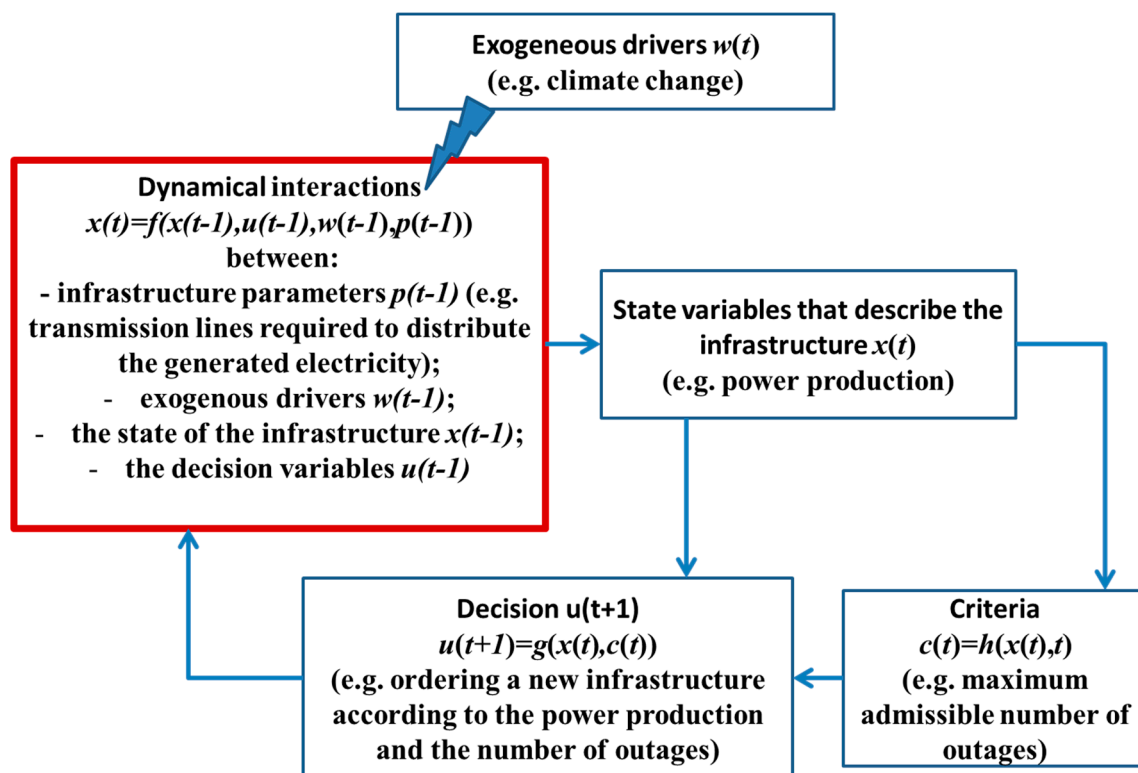 Exogeneous drivers w(t)
(e.g. climate change)
Dynamical interactions
x(t)=f(x(t-1),u(t-1),w(t-1),p(t-1))
between:
- infrastructure parameters p(t-1) (e.g.
transmission lines required to distribute
the generated electricity);
- exogenous drivers w(t-1);
- the state of the infrastructure x(t-1);
- the decision variables u(t-1)
State variables that describe the
infrastructure x(t)
(e.g. power production)
Decision u(t+1)
u(t+1)=g(x(t),c(t))
(e.g. ordering a new infrastructure
according to the power production
and the number of outages)
Criteria
c(t)=h(x(t),t)
(e.g. maximum
admissible number of
outages)